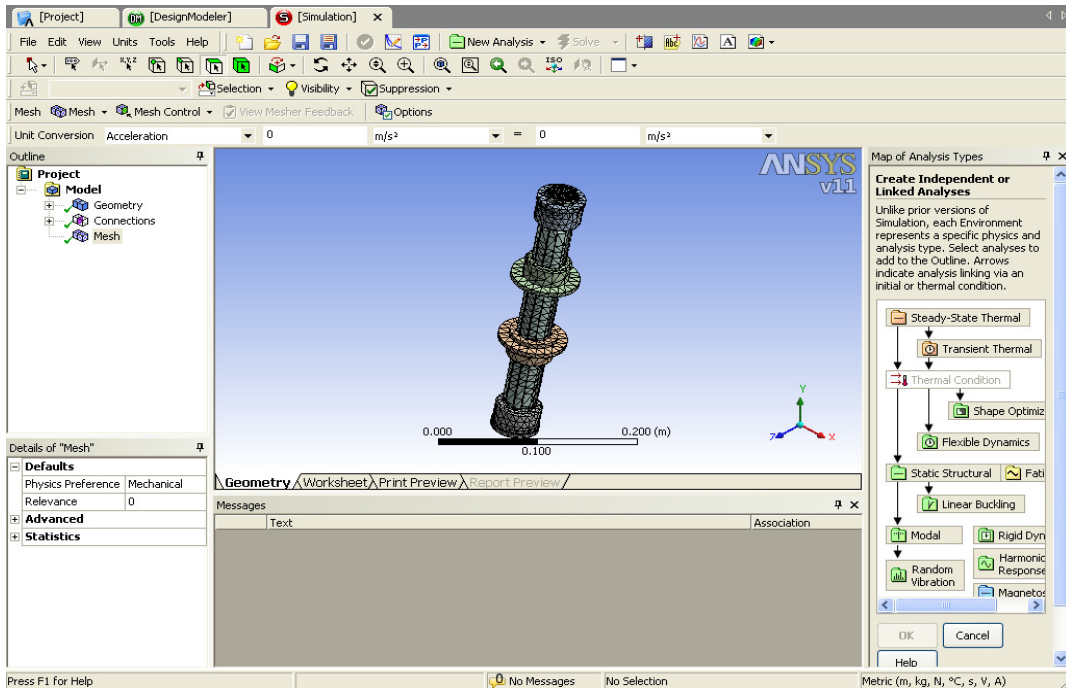 [Project] [DesignModeler] [Simulation]
File Edit View Units Tools Help New Analysis Solve A
X,Y,Z ISO
Selection Visibility Suppression
Mesh Mesh Mesh Control View Mesher Feedback Options
Unit Conversion Acceleration 0 m/s² = 0 m/s²
Outline
Project
Model
Geometry
Connections
Mesh
Details of "Mesh"
Defaults
Physics Preference Mechanical
Relevance 0
Advanced
Statistics
ANSYS
v11
Y
Z X
0.000 0.200 (m)
0.100
Geometry Worksheet Print Preview Report Preview
Messages
Text Association
Map of Analysis Types
Create Independent or
Linked Analyses
Unlike prior versions of
Simulation, each Environment
represents a specific physics and
analysis type. Select analyses to
add to the Outline. Arrows
indicate analysis linking via an
initial or thermal condition.
Steady-State Thermal
Transient Thermal
Thermal Condition
Shape Optimiz
Flexible Dynamics
Static Structural Fati
Linear Buckling
Modal Rigid Dyn
Random
Vibration
Harmonic
Response
Magnetos
OK Cancel
Help
Press F1 for Help 0 No Messages No Selection Metric (m, kg, N, °C, s, V, A)